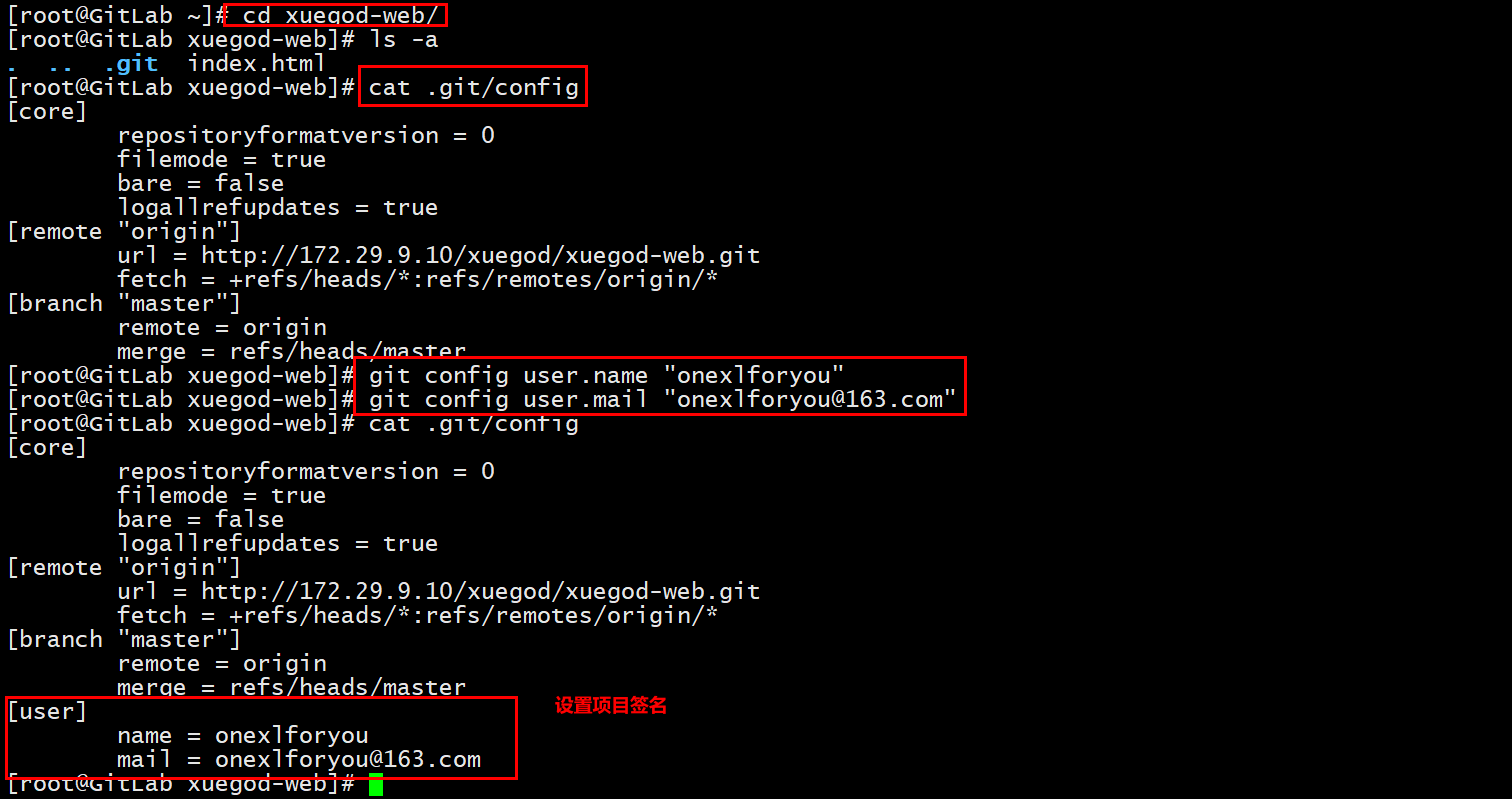 [root@GitLab ~]# cd xuegod-web/
[root@GitLab xuegod-web]# ls -a
.  ..  .git  index.html
[root@GitLab xuegod-web]# cat .git/config
[core]
        repositoryformatversion = 0
        filemode = true
        bare = false
        logallrefupdates = true
[remote "origin"]
        url = http://172.29.9.10/xuegod/xuegod-web.git
        fetch = +refs/heads/*:refs/remotes/origin/*
[branch "master"]
        remote = origin
        merge = refs/heads/master
[root@GitLab xuegod-web]# git config user.name "onexlforyou"
[root@GitLab xuegod-web]# git config user.mail "onexlforyou@163.com"
[root@GitLab xuegod-web]# cat .git/config
[core]
        repositoryformatversion = 0
        filemode = true
        bare = false
        logallrefupdates = true
[remote "origin"]
        url = http://172.29.9.10/xuegod/xuegod-web.git
        fetch = +refs/heads/*:refs/remotes/origin/*
[branch "master"]
        remote = origin
        merge = refs/heads/master
[user] 设置项目签名
        name = onexlforyou
        mail = onexlforyou@163.com
[root@GitLab xuegod-web]#